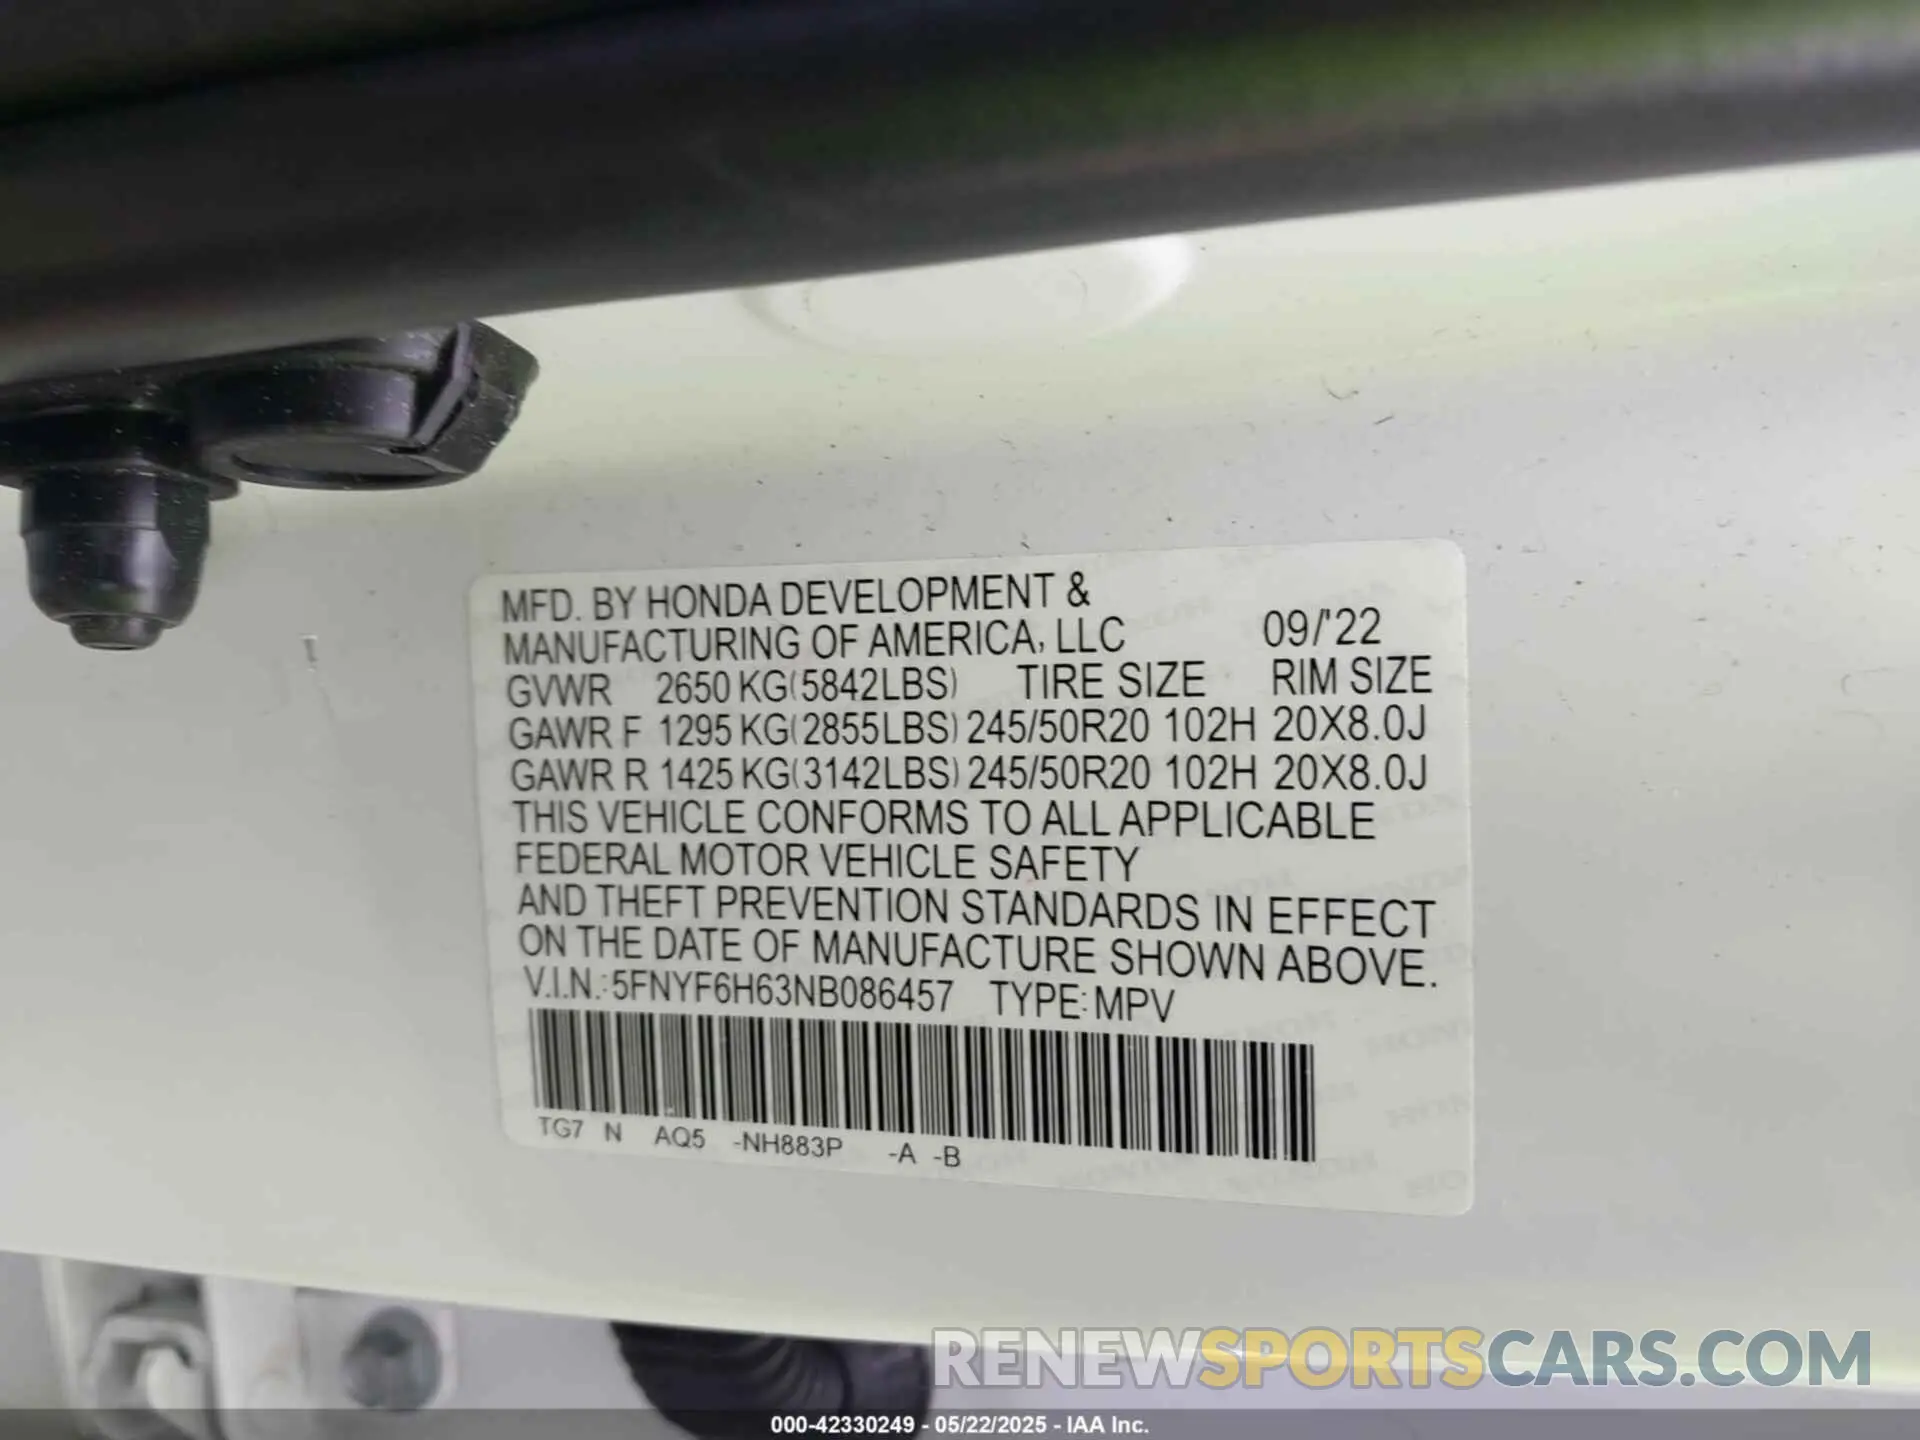 MFD. BY HONDA DEVELOPMENT &
MANUFACTURING OF AMERICA, LLC 09/'22
GVWR 2650 KG(5842LBS) TIRE SIZE RIM SIZE
GAWR F 1295 KG(2855LBS) 245/50R20 102H 20X8.0J
GAWR R 1425 KG(3142LBS) 245/50R20 102H 20X8.0J
THIS VEHICLE CONFORMS TO ALL APPLICABLE
FEDERAL MOTOR VEHICLE SAFETY
AND THEFT PREVENTION STANDARDS IN EFFECT
ON THE DATE OF MANUFACTURE SHOWN ABOVE.
V.I.N.:5FNYF6H63NB086457 TYPE:MPV
TG7 N AQ5 -NH883P -A -B
RENEWSPORTSCARS.COM
000-42330249 - 05/22/2025 - IAA Inc.